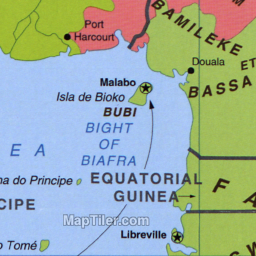 Port
Harcourt
BAMILEKE
ET
Douala
BASSA
Malabo
Isla de Bioko
BUBI
BIGHT
OF
BIAFRA
E A
na do Principe
EQUATORIAL
GUINEA
F A
CIPE
MapTiler.com
Libreville
o Tomé